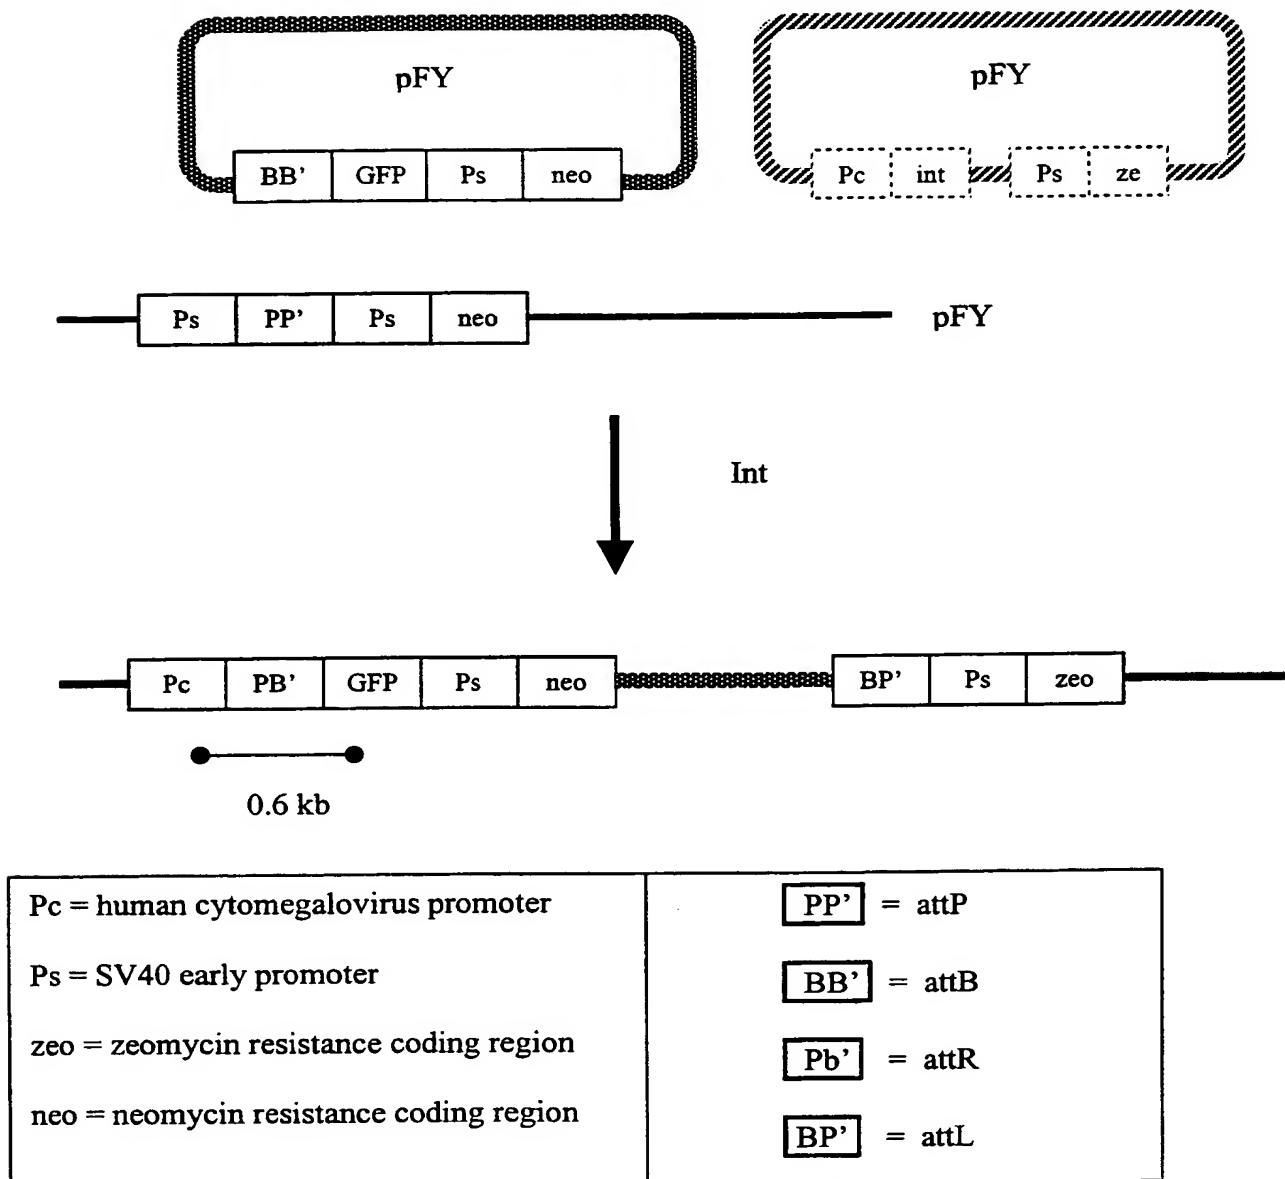 pFY pFY
BB' GFP Ps neo Pc int Ps ze
Ps PP' Ps neo pFY
Int
Pc PB' GFP Ps neo BP' Ps zeo
0.6 kb
Pc = human cytomegalovirus promoter
Ps = SV40 early promoter
zeo = zeomycin resistance coding region
neo = neomycin resistance coding region
PP' = attP
BB' = attB
Pb' = attR
BP' = attL